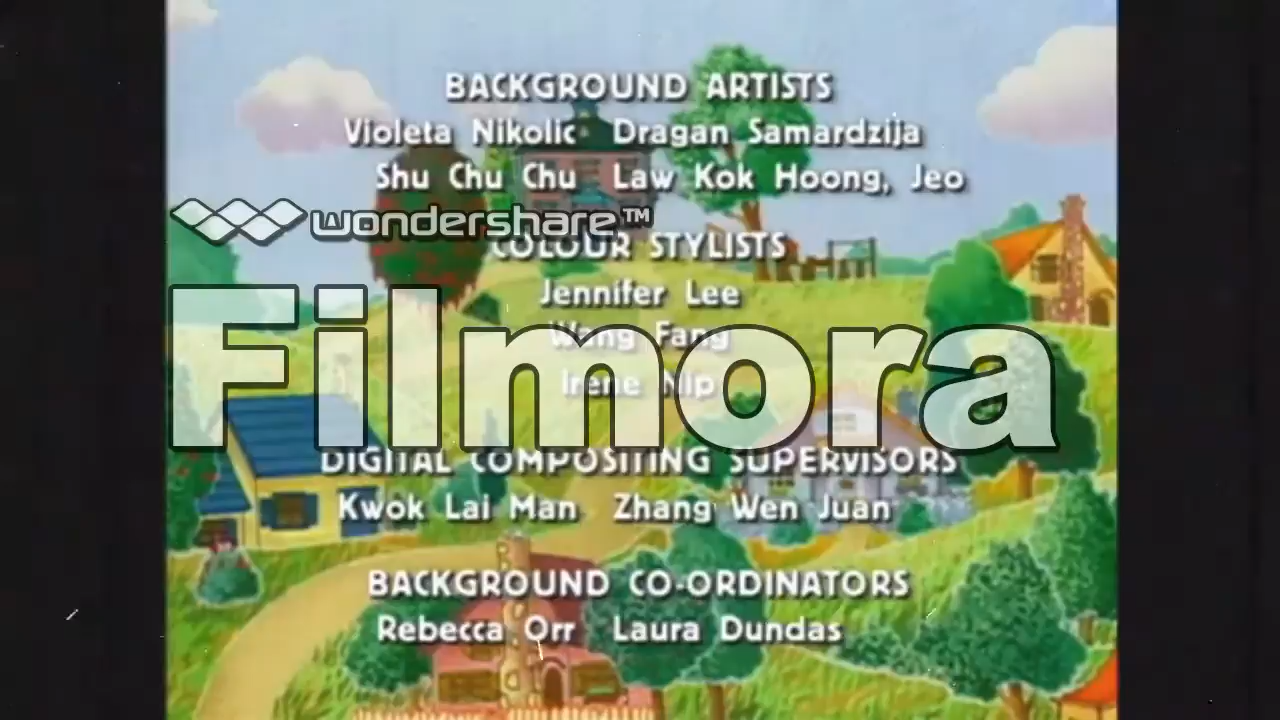 BACKGROUND ARTISTS
Violeta Nikolic Dragan Samardzija
Shu Chu Chu Law Kok Hoong, Jeo
wondershare™
COLOUR STYLISTS
Jennifer Lee
Filmora
Wang Fang
Irene Nip
DIGITAL COMPOSITING SUPERVISORS
Kwok Lai Man Zhang Wen Juan
BACKGROUND CO-ORDINATORS
Rebecca Orr Laura Dundas